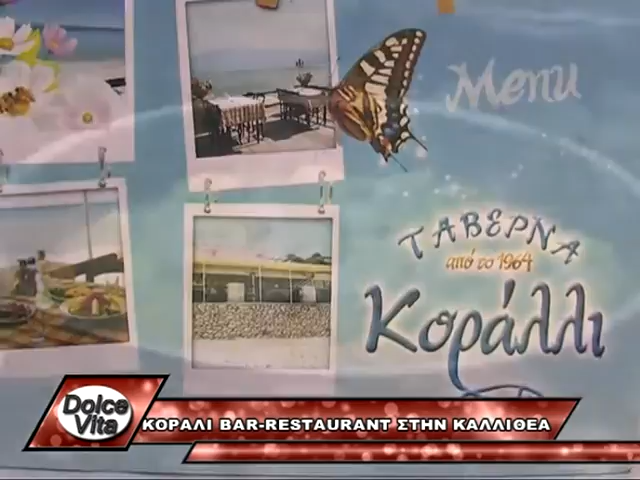 Menu
ΤΑΒΕΡΝΑ
από το 1964
Κοράλλι
Dolce
Vita
ΚΟΡΑΛΙ BAR-RESTAURANT ΣΤΗΝ ΚΑΛΛΙΘΕΑ